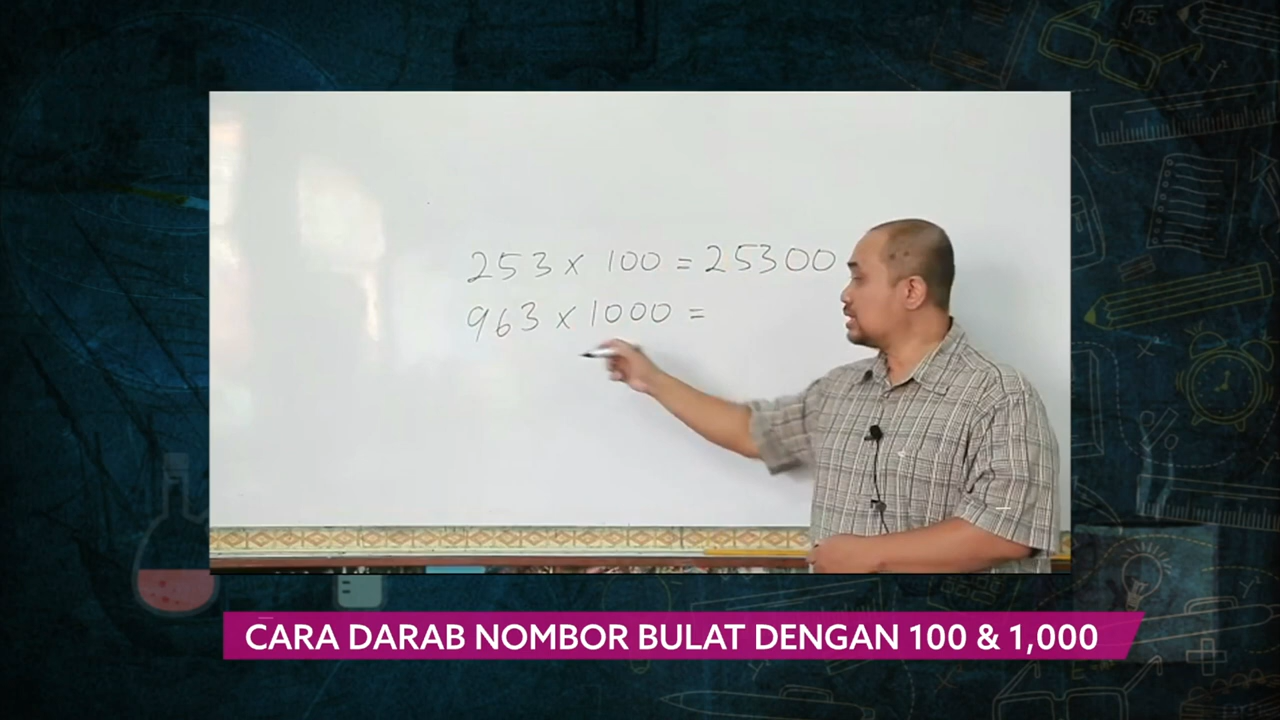 253 x 100 = 25300
963 x 1000 =
CARA DARAB NOMBOR BULAT DENGAN 100 & 1,000